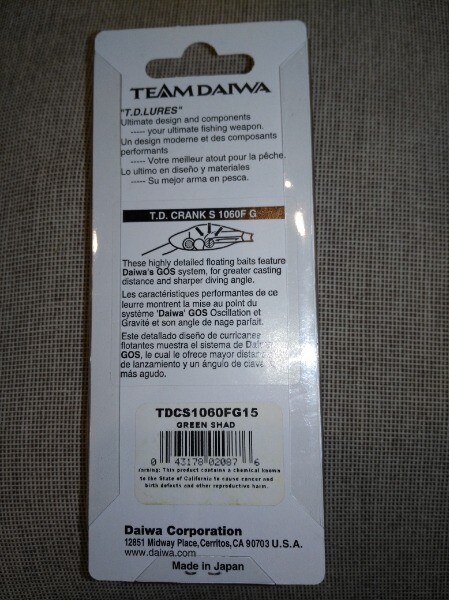 TEAM DAIWA
"T.D.LURES"
Ultimate design and components
----- your ultimate fishing weapon.
Un design moderne et des composants
performants
----- Votre meilleur atout pour la pêche.
Lo ultimo en diseño y materiales
----- Su mejor arma en pesca.
T.D. CRANK S 1060F G
These highly detailed floating baits feature
Daiwa's GOS system, for greater casting
distance and sharper diving angle.
Les caractéristiques performantes de ce
leurre montrent la mise au point du
système 'Daiwa' GOS Oscillation et
Gravité et son angle de nage parfait.
Este detallado diseño de curricanes
flotantes muestra el sistema de
GOS, le cual le ofrece mayor
de lanzamiento y un ángulo de
más agudo.
TDCS1060FG15
GREEN SHAD
0 43178 02087 6
Warning: This product contains a chemical known
to the State of California to cause cancer and
birth defects and other reproductive harm.
Daiwa Corporation
12851 Midway Place, Cerritos, CA 90703 U.S.A.
www.daiwa.com
Made in Japan